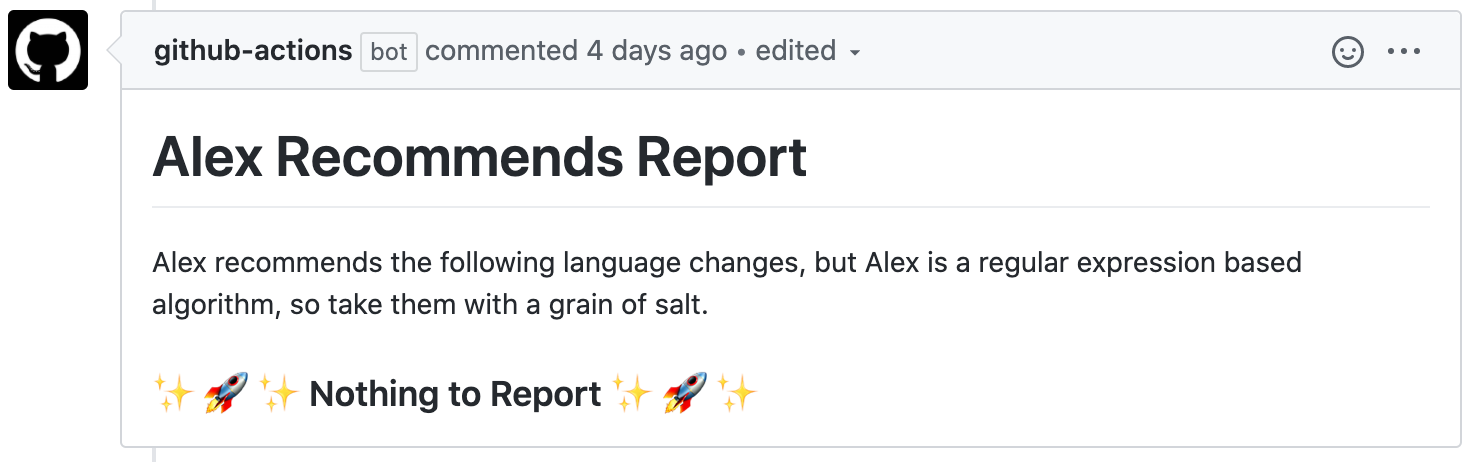 github-actions bot commented 4 days ago • edited
Alex Recommends Report
Alex recommends the following language changes, but Alex is a regular expression based
algorithm, so take them with a grain of salt.
✨ 🚀 ✨ Nothing to Report ✨ 🚀 ✨